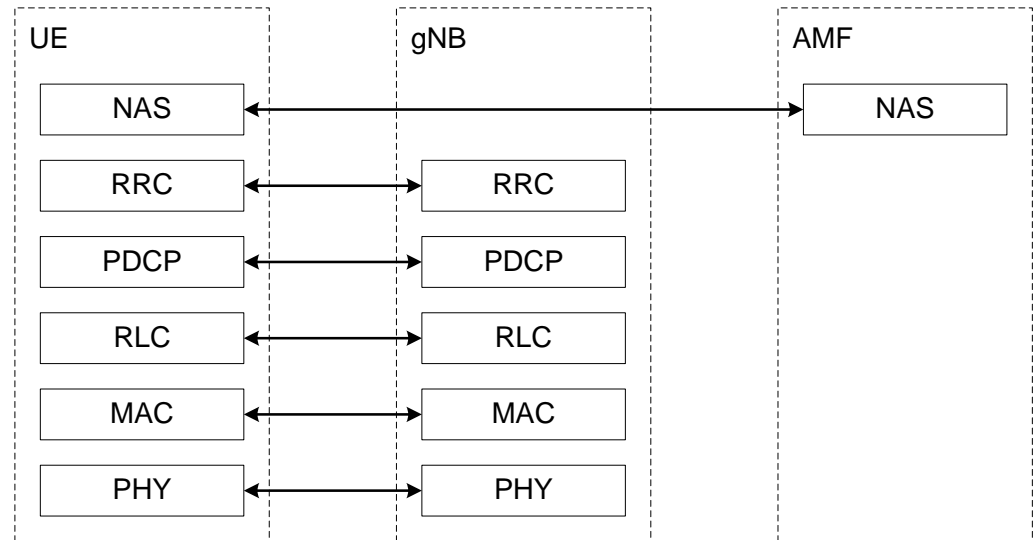 UE gNB AMF
NAS NAS
RRC RRC
PDCP PDCP
RLC RLC
MAC MAC
PHY PHY